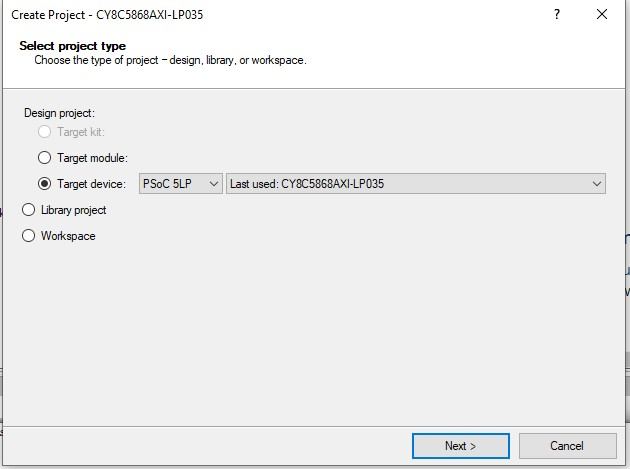 Create Project - CY8C5868AXI-LP035
?
Select project type
Choose the type of project – design, library, or workspace.
Design project:
Target kit:
Target module:
Target device: PSoC 5LP Last used: CY8C5868AXI-LP035
Library project
Workspace
Next > Cancel